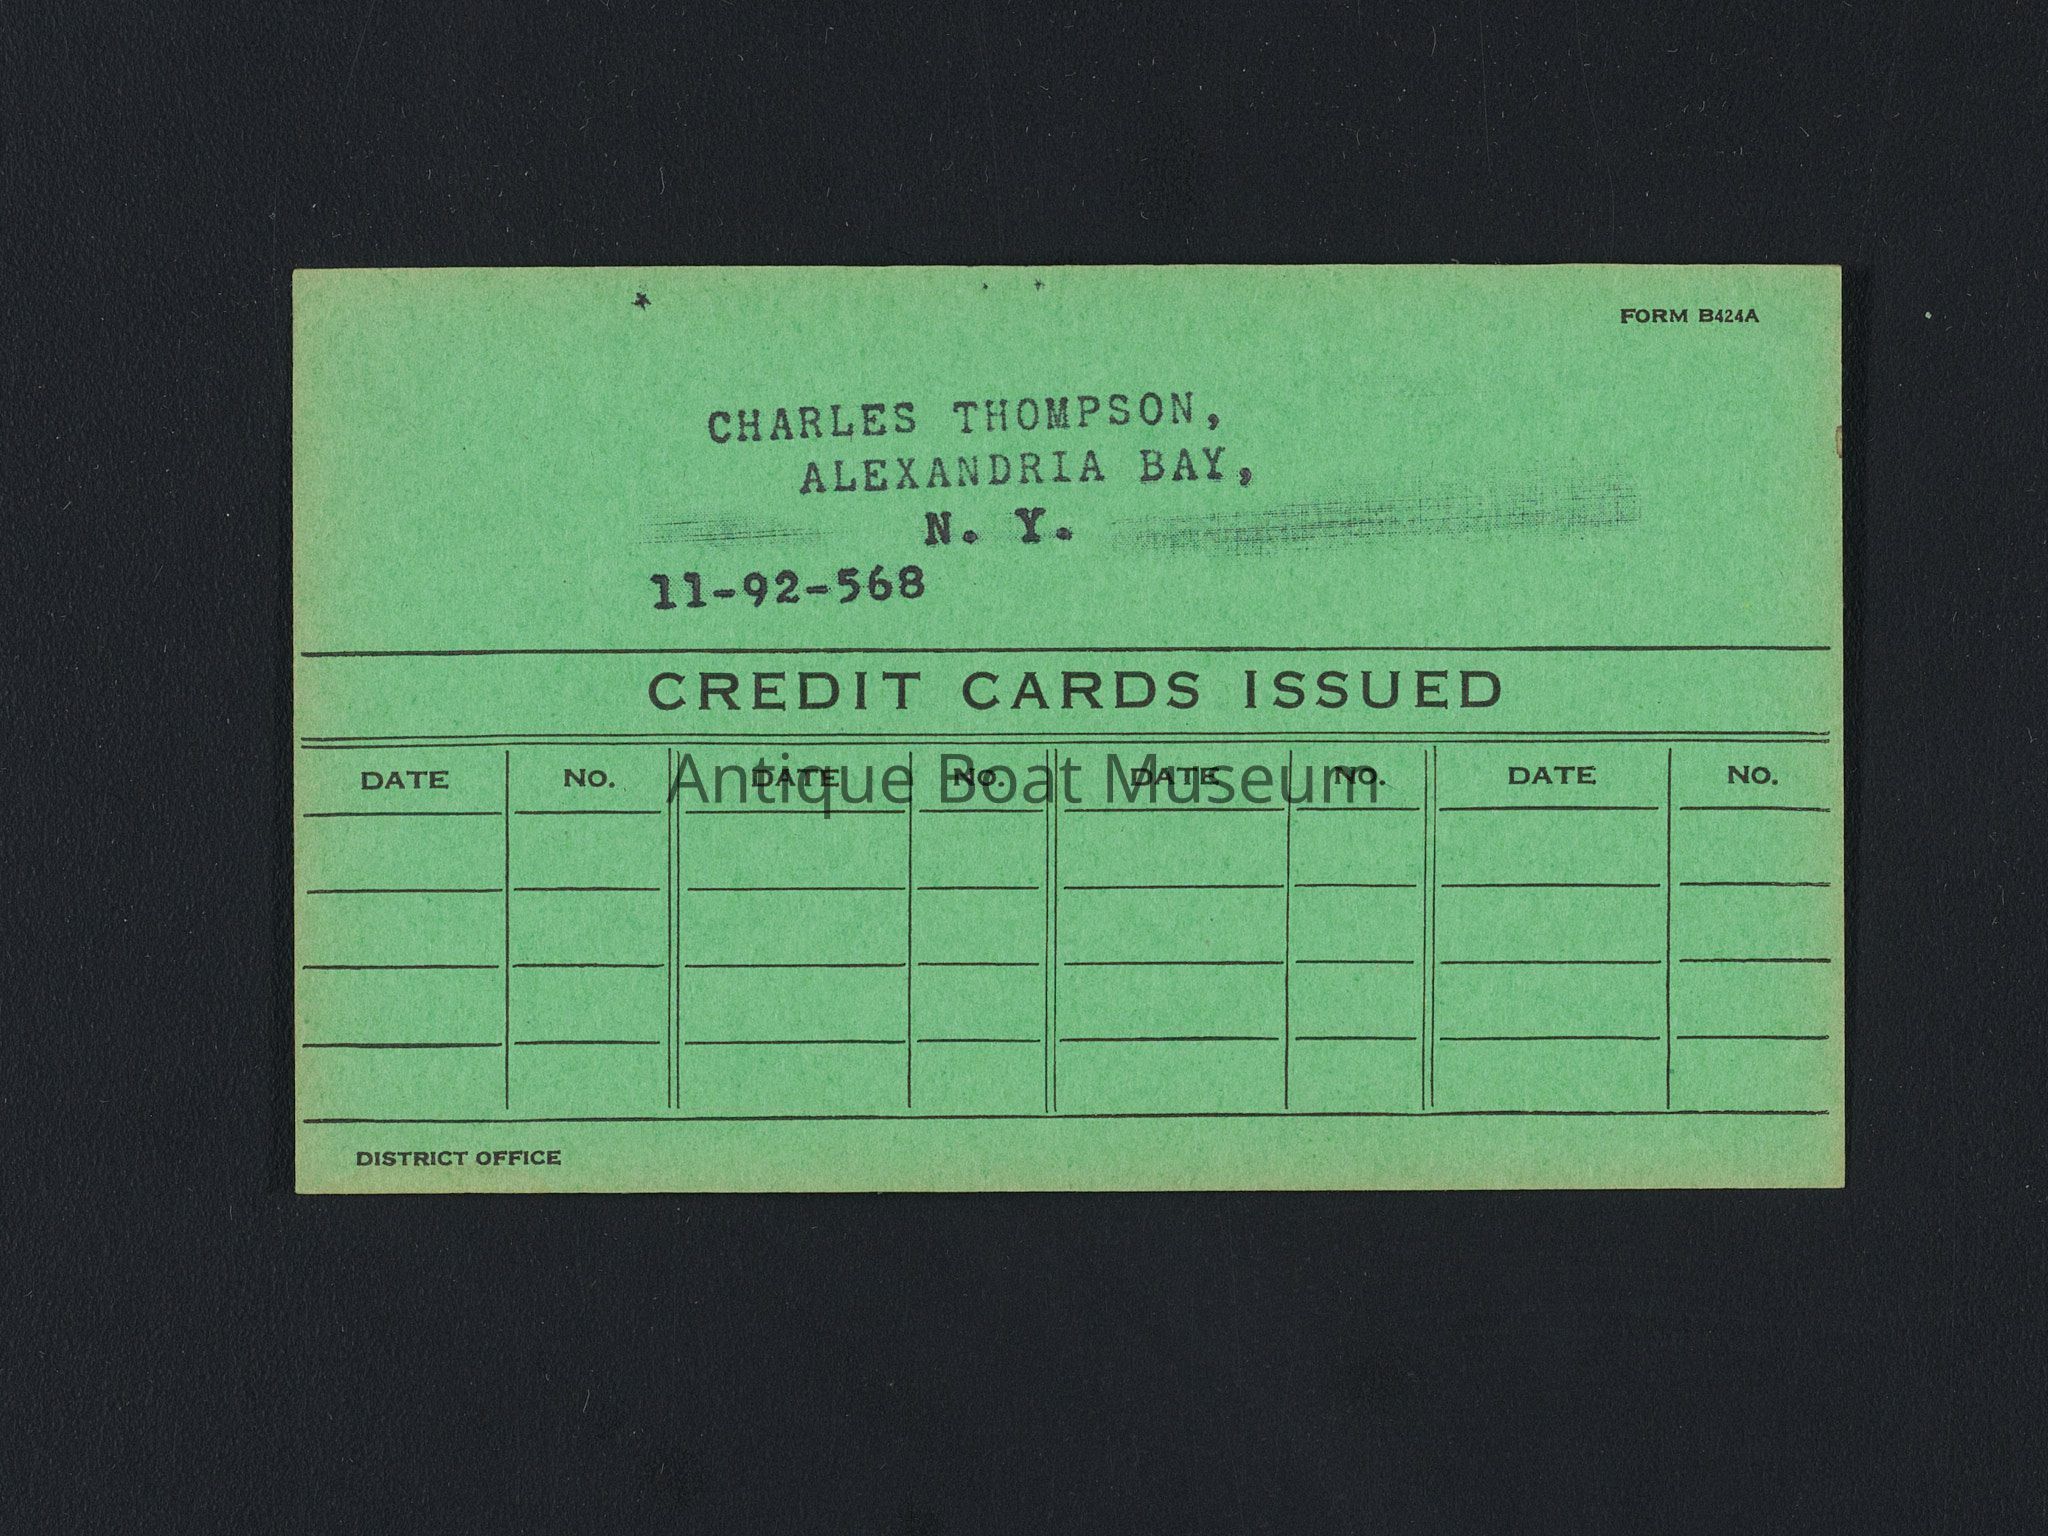 FORM B424A
CHARLES THOMPSON,
ALEXANDRIA BAY,
N. Y.
11-92-568
CREDIT CARDS ISSUED
DATE NO. DATE NO. DATE NO. DATE NO.
Antique Boat Museum
DISTRICT OFFICE